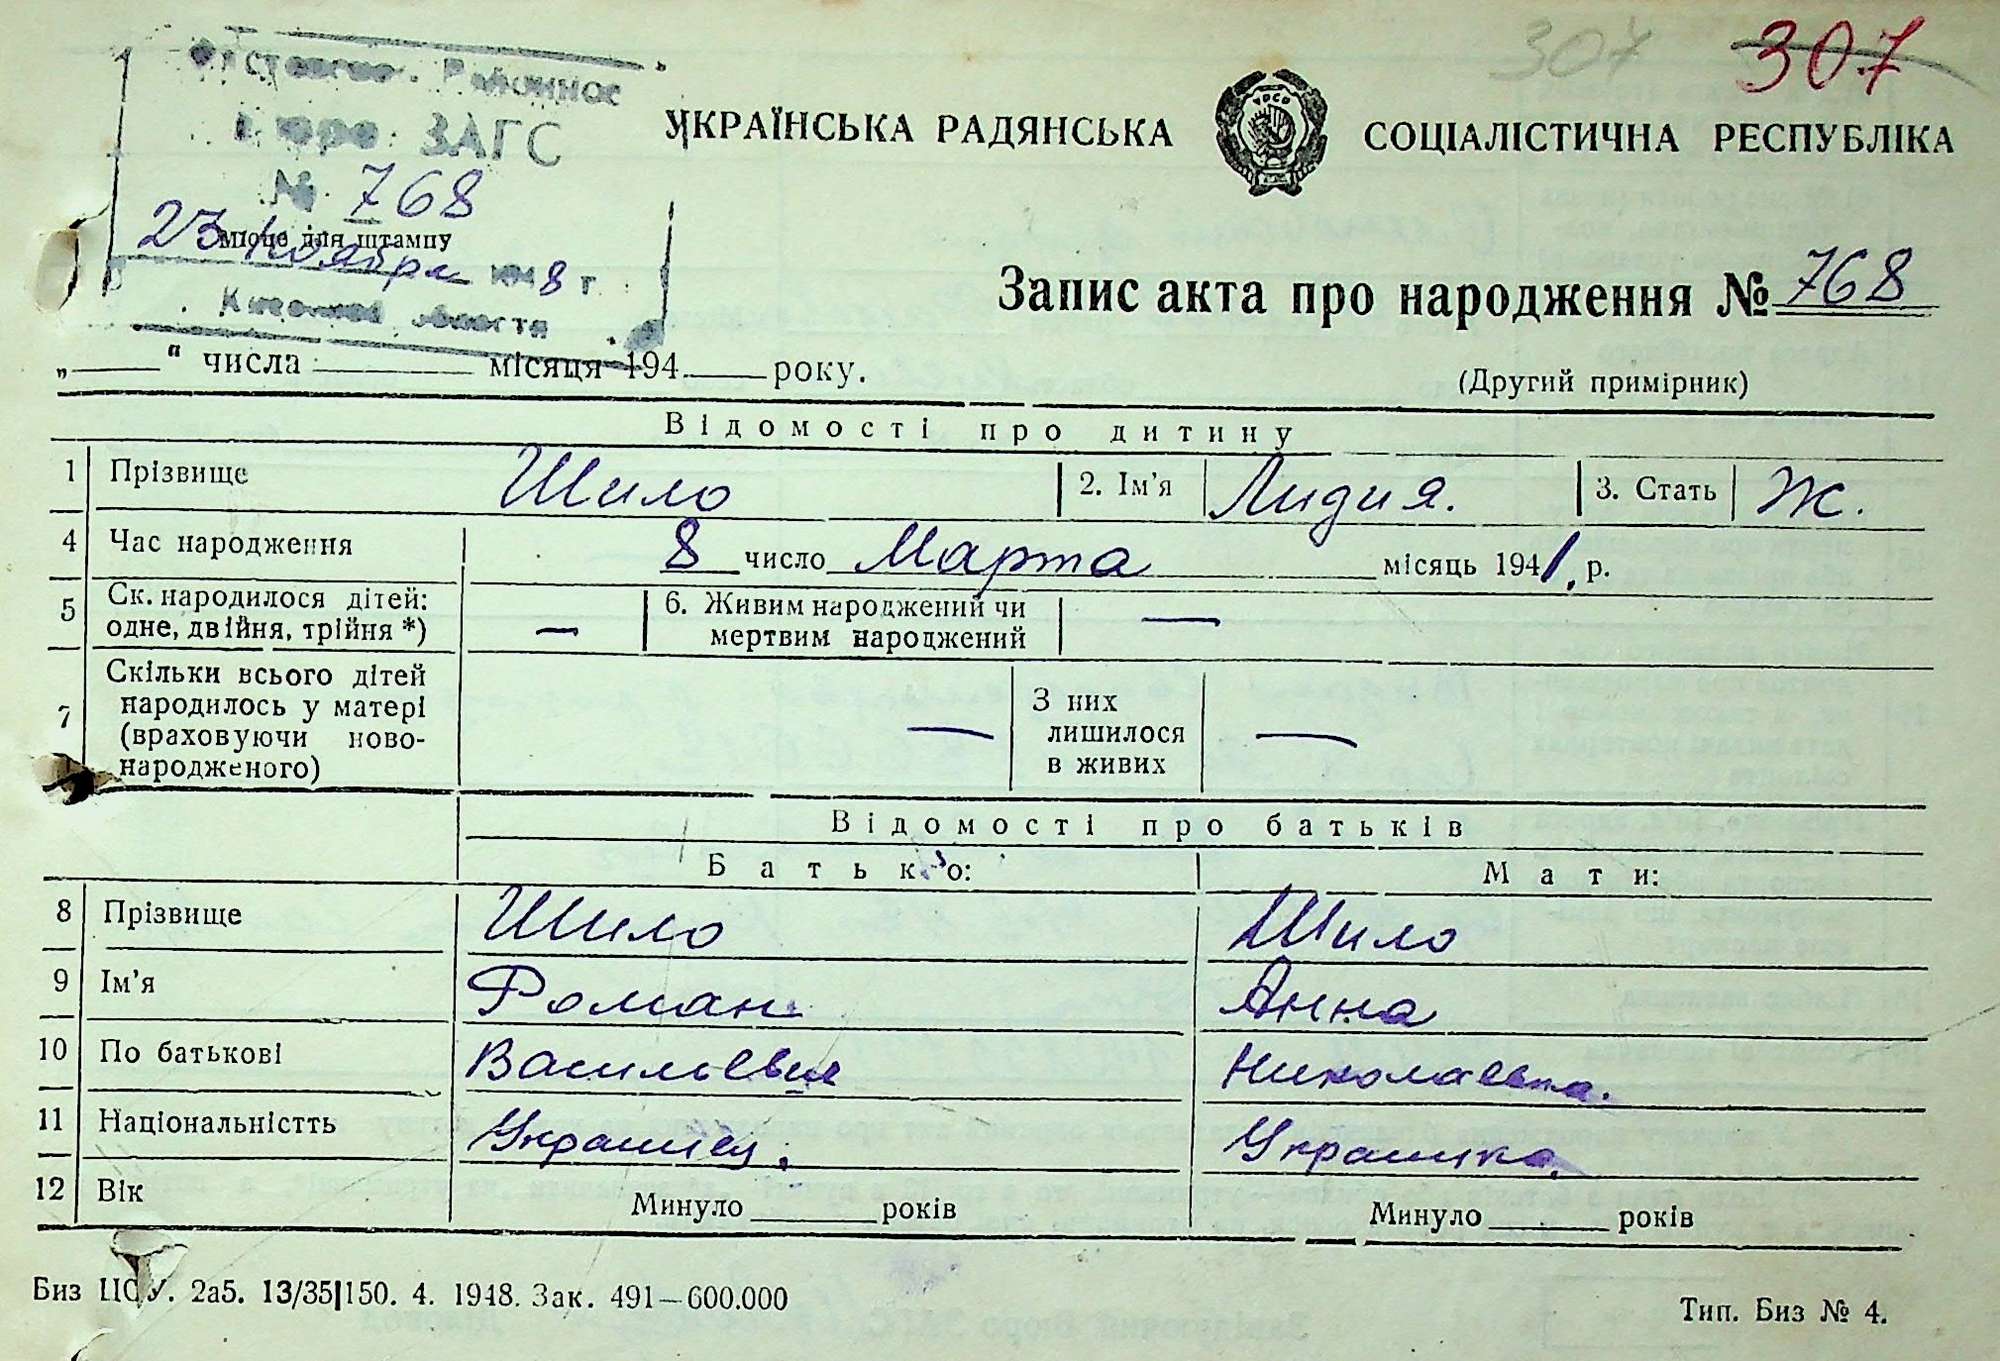 307 307
Районное
Бюро ЗАГС
№ 768
місце для штампу
23 Ноября 1948 г
Киевской области
УКРАЇНСЬКА РАДЯНСЬКА СОЦІАЛІСТИЧНА РЕСПУБЛІКА
Запис акта про народження № 768
„ “ числа місяця 194 року.
(Другий примірник)
Відомості про дитину
1 Прізвище Шило 2. Ім'я Лидия. 3. Стать Ж.
4 Час народження 8 число Марта місяць 1941, р.
5 Ск. народилося дітей: одне, двійня, трійня *) — 6. Живим народжений чи мертвим народжений —
7 Скільки всього дітей народилось у матері (враховуючи ново-народженого) — З них лишилося в живих —
Відомості про батьків
Батько: Мати:
8 Прізвище Шило Шило
9 Ім'я Роман Анна
10 По батькові Васильевич Николаевна.
11 Національністть Украинец. Украинка.
12 Вік Минуло років Минуло років
Биз ЦСУ. 2а5. 13/35|150. 4. 1948. Зак. 491—600.000
Тип. Биз № 4.